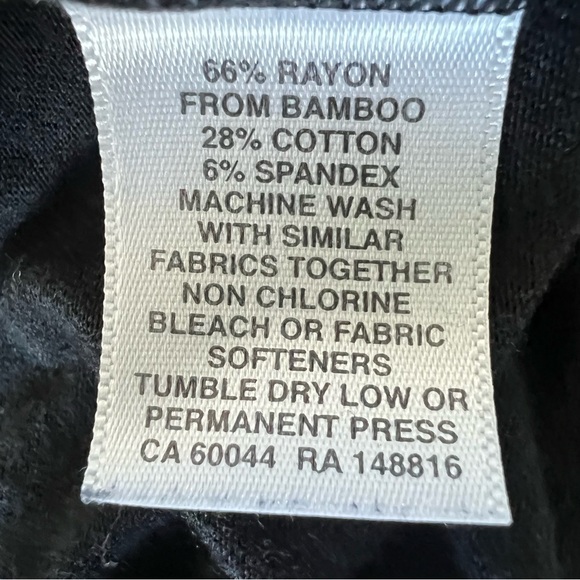 66% RAYON
FROM BAMBOO
28% COTTON
6% SPANDEX
MACHINE WASH
WITH SIMILAR
FABRICS TOGETHER
NON CHLORINE
BLEACH OR FABRIC
SOFTENERS
TUMBLE DRY LOW OR
PERMANENT PRESS
CA 60044 RA 148816